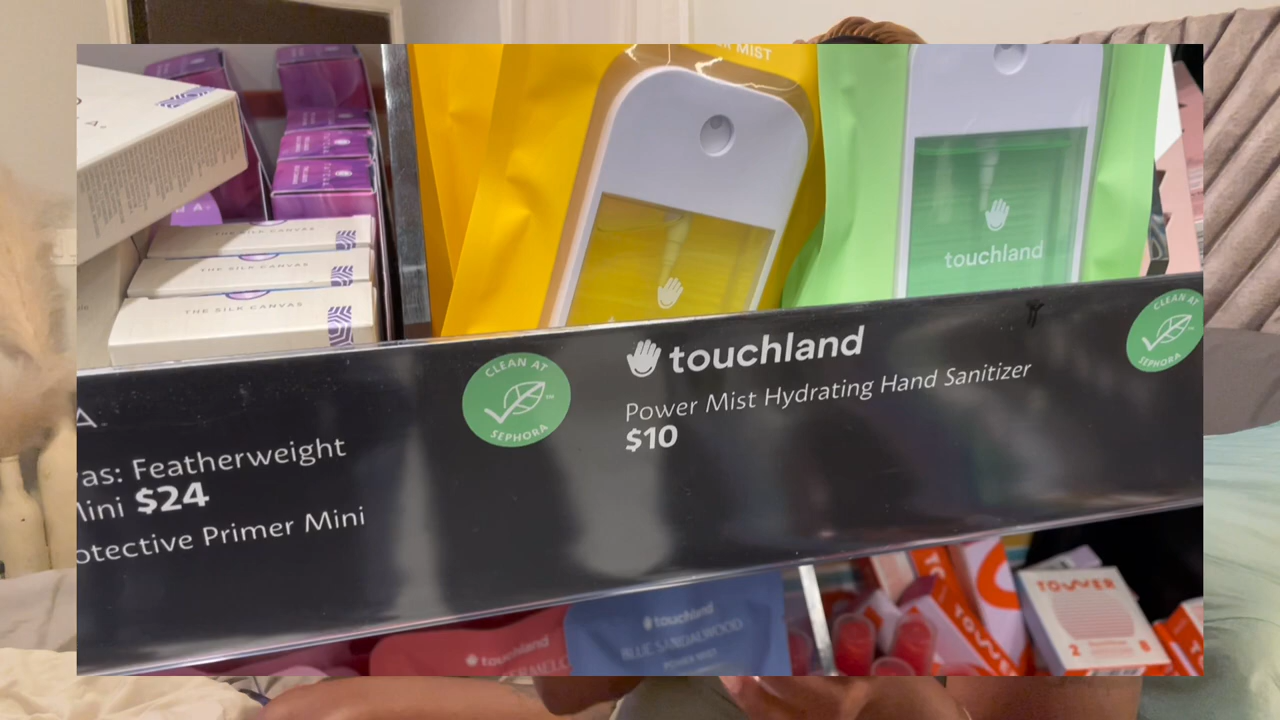 MIST
THE SILK CANVAS
THE SILK CANVAS
THE SILK CANVAS
touchland
CLEAN AT
SEPHORA
touchland
Power Mist Hydrating Hand Sanitizer
$10
CLEAN AT
SEPHORA
A.
as: Featherweight
ini $24
otective Primer Mini
touchland
touchland
BLUE SANDALWOOD
POWER MIST
TOWER
2 8